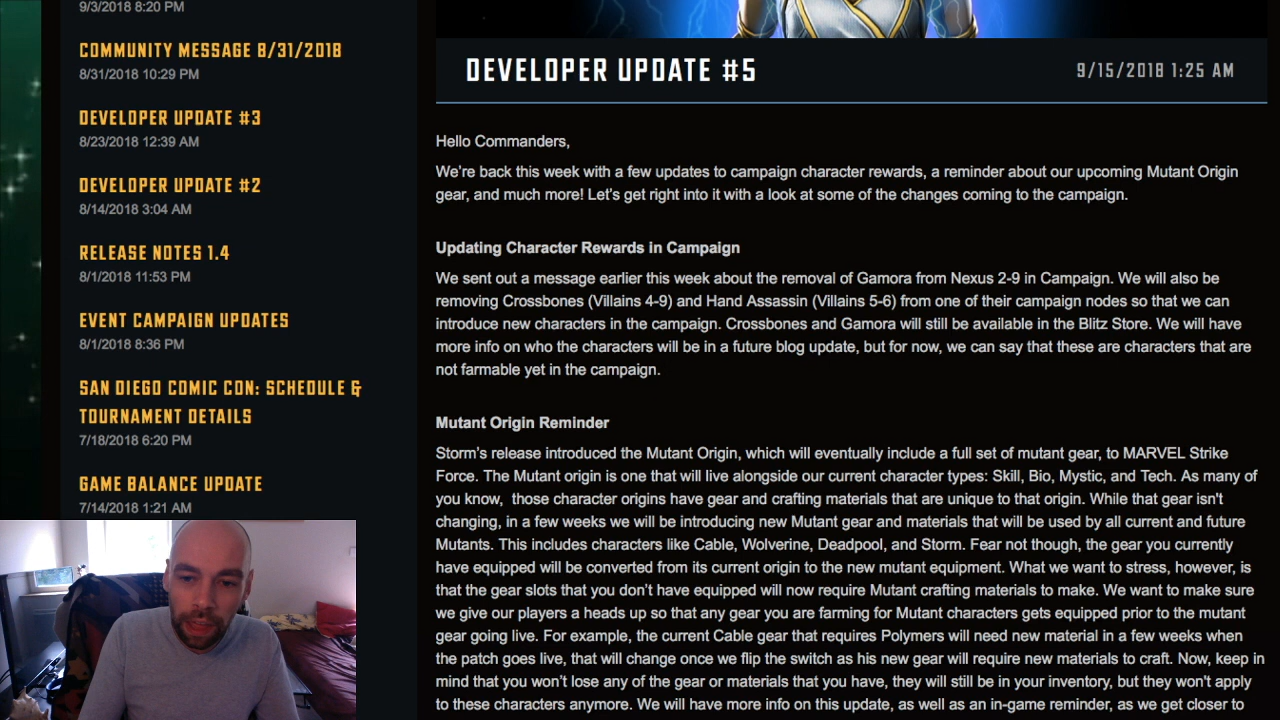 9/3/2018 8:20 PM
COMMUNITY MESSAGE 8/31/2018
8/31/2018 10:29 PM
DEVELOPER UPDATE #3
8/23/2018 12:39 AM
DEVELOPER UPDATE #2
8/14/2018 3:04 AM
RELEASE NOTES 1.4
8/1/2018 11:53 PM
EVENT CAMPAIGN UPDATES
8/1/2018 8:36 PM
SAN DIEGO COMIC CON: SCHEDULE &
TOURNAMENT DETAILS
7/18/2018 6:20 PM
GAME BALANCE UPDATE
7/14/2018 1:21 AM
DEVELOPER UPDATE #5
9/15/2018 1:25 AM
Hello Commanders,
We're back this week with a few updates to campaign character rewards, a reminder about our upcoming Mutant Origin
gear, and much more! Let's get right into it with a look at some of the changes coming to the campaign.
Updating Character Rewards in Campaign
We sent out a message earlier this week about the removal of Gamora from Nexus 2-9 in Campaign. We will also be
removing Crossbones (Villains 4-9) and Hand Assassin (Villains 5-6) from one of their campaign nodes so that we can
introduce new characters in the campaign. Crossbones and Gamora will still be available in the Blitz Store. We will have
more info on who the characters will be in a future blog update, but for now, we can say that these are characters that are
not farmable yet in the campaign.
Mutant Origin Reminder
Storm's release introduced the Mutant Origin, which will eventually include a full set of mutant gear, to MARVEL Strike
Force. The Mutant origin is one that will live alongside our current character types: Skill, Bio, Mystic, and Tech. As many of
you know, those character origins have gear and crafting materials that are unique to that origin. While that gear isn't
changing, in a few weeks we will be introducing new Mutant gear and materials that will be used by all current and future
Mutants. This includes characters like Cable, Wolverine, Deadpool, and Storm. Fear not though, the gear you currently
have equipped will be converted from its current origin to the new mutant equipment. What we want to stress, however, is
that the gear slots that you don't have equipped will now require Mutant crafting materials to make. We want to make sure
we give our players a heads up so that any gear you are farming for Mutant characters gets equipped prior to the mutant
gear going live. For example, the current Cable gear that requires Polymers will need new material in a few weeks when
the patch goes live, that will change once we flip the switch as his new gear will require new materials to craft. Now, keep in
mind that you won't lose any of the gear or materials that you have, they will still be in your inventory, but they won't apply
to these characters anymore. We will have more info on this update, as well as an in-game reminder, as we get closer to